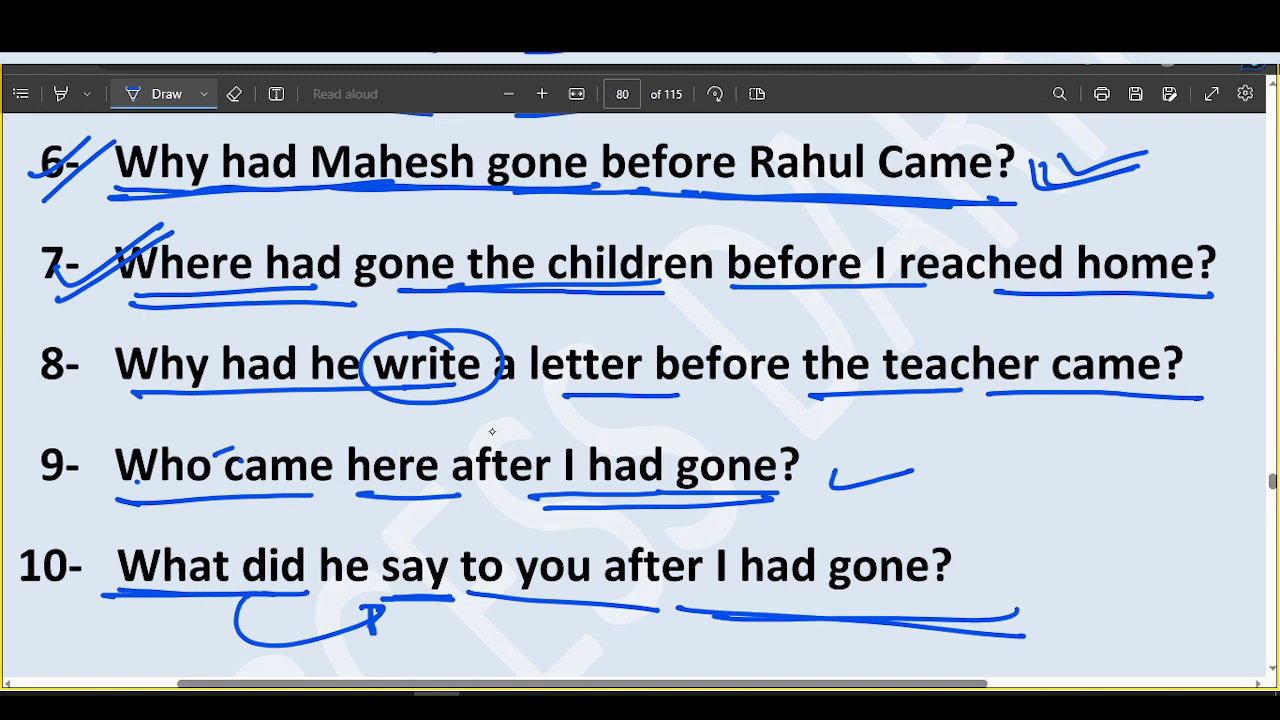 Draw
Read aloud
80 of 115
6- Why had Mahesh gone before Rahul Came?
7- Where had gone the children before I reached home?
8- Why had he write a letter before the teacher came?
9- Who came here after I had gone?
10- What did he say to you after I had gone?